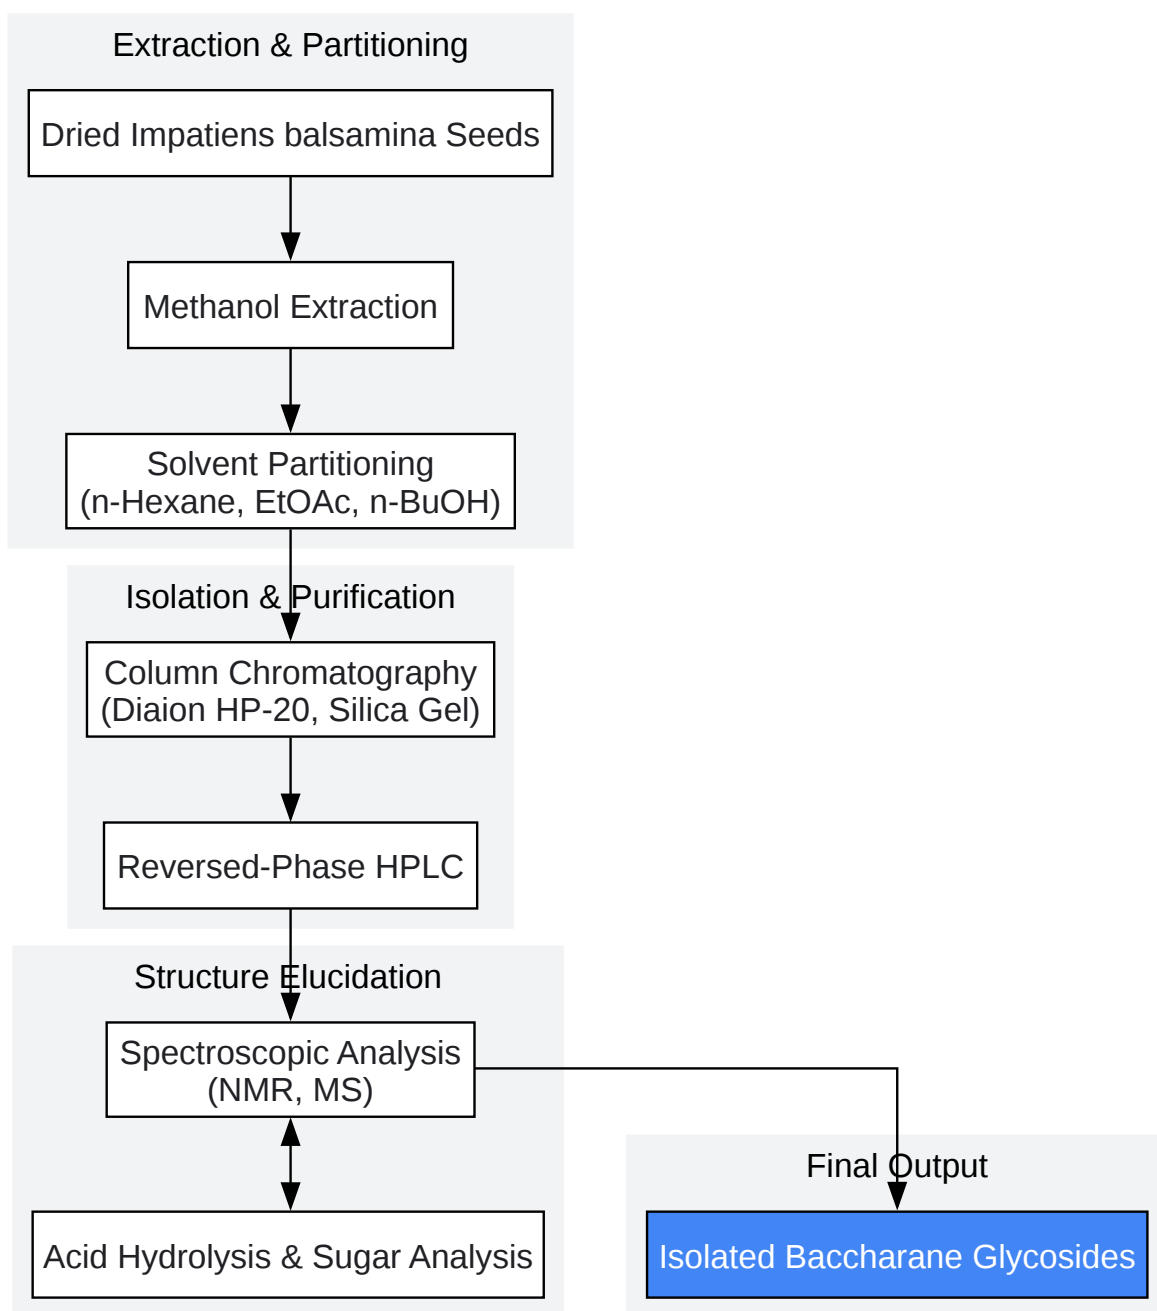 Extraction & Partitioning
Dried Impatiens balsamina Seeds
Methanol Extraction
Solvent Partitioning
(n-Hexane, EtOAc, n-BuOH)
Isolation & Purification
Column Chromatography
(Diaion HP-20, Silica Gel)
Reversed-Phase HPLC
Structure Elucidation
Spectroscopic Analysis
(NMR, MS)
Acid Hydrolysis & Sugar Analysis
Final Output
Isolated Baccharane Glycosides